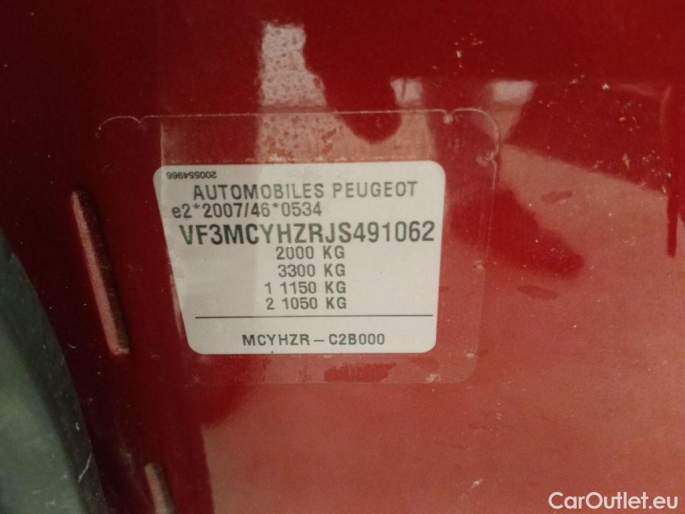 200554966
AUTOMOBILES PEUGEOT
e2*2007/46*0534
VF3MCYHZRJS491062
2000 KG
3300 KG
1 1150 KG
2 1050 KG
MCYHZR – C2B000
CarOutlet.eu